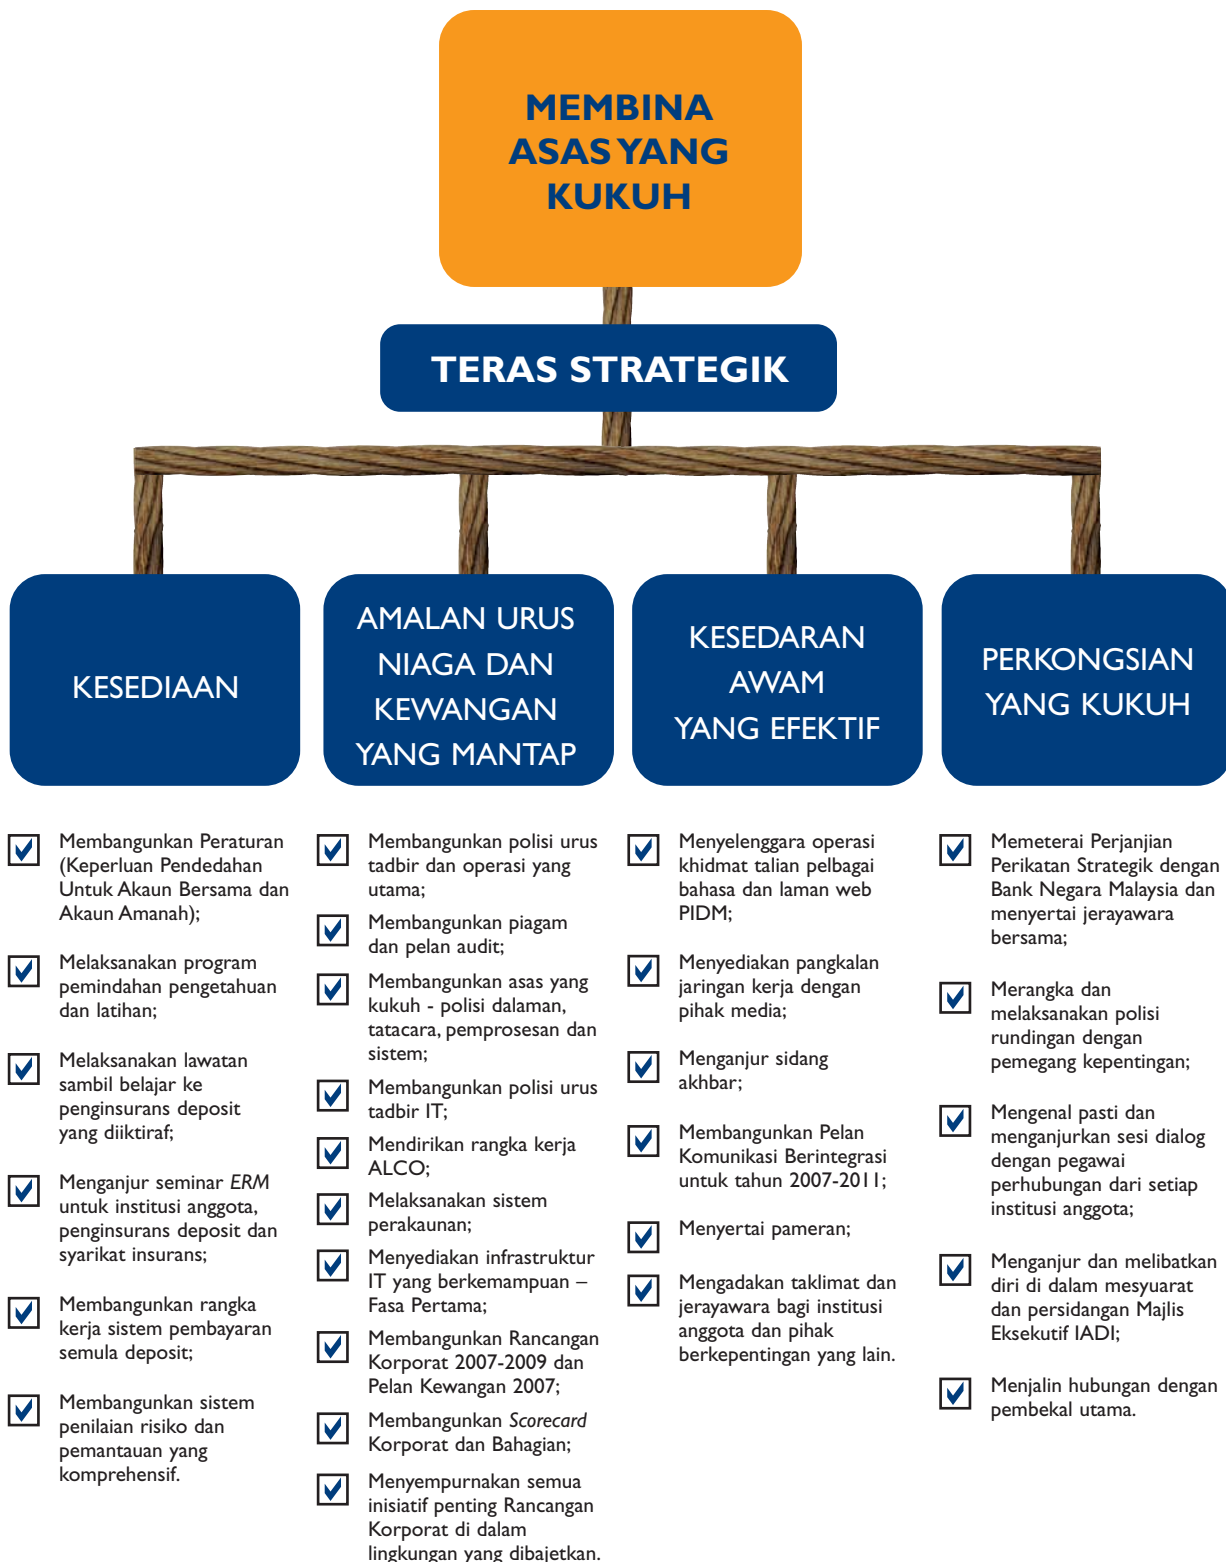 MEMBINA
ASAS YANG
KUKUH
TERAS STRATEGIK
KESEDIAAN
Membangunkan Peraturan
(Keperluan Pendedahan
Untuk Akaun Bersama dan
Akaun Amanah);
Melaksanakan program
pemindahan pengetahuan
dan latihan;
Melaksanakan lawatan
sambil belajar ke
penginsurans deposit
yang diiktiraf;
Menganjur seminar ERM
untuk institusi anggota,
penginsurans deposit dan
syarikat insurans;
Membangunkan rangka
kerja sistem pembayaran
semula deposit;
Membangunkan sistem
penilaian risiko dan
pemantauan yang
komprehensif.
AMALAN URUS
NIAGA DAN
KEWANGAN
YANG MANTAP
Membangunkan polisi urus
tadbir dan operasi yang
utama;
Membangunkan piagam
dan pelan audit;
Membangunkan asas yang
kukuh - polisi dalaman,
tatacara, pemprosesan dan
sistem;
Membangunkan polisi urus
tadbir IT;
Mendirikan rangka kerja
ALCO;
Melaksanakan sistem
perakaunan;
Menyediakan infrastruktur
IT yang berkemampuan –
Fasa Pertama;
Membangunkan Rancangan
Korporat 2007-2009 dan
Pelan Kewangan 2007;
Membangunkan Scorecard
Korporat dan Bahagian;
Menyempurnakan semua
inisiatif penting Rancangan
Korporat di dalam
lingkungan yang dibajetkan.
KESEDARAN
AWAM
YANG EFEKTIF
Menyelenggara operasi
khidmat talian pelbagai
bahasa dan laman web
PIDM;
Menyediakan pangkalan
jaringan kerja dengan
pihak media;
Menganjur sidang
akhbar;
Membangunkan Pelan
Komunikasi Berintegrasi
untuk tahun 2007-2011;
Menyertai pameran;
Mengadakan taklimat dan
jerayawara bagi institusi
anggota dan pihak
berkepentingan yang lain.
PERKONGSIAN
YANG KUKUH
Memeterai Perjanjian
Perikatan Strategik dengan
Bank Negara Malaysia dan
menyertai jerayawara
bersama;
Merangka dan
melaksanakan polisi
rundingan dengan
pemegang kepentingan;
Mengenal pasti dan
menganjurkan sesi dialog
dengan pegawai
perhubungan dari setiap
institusi anggota;
Menganjur dan melibatkan
diri di dalam mesyuarat
dan persidangan Majlis
Eksekutif IADI;
Menjalin hubungan dengan
pembekal utama.